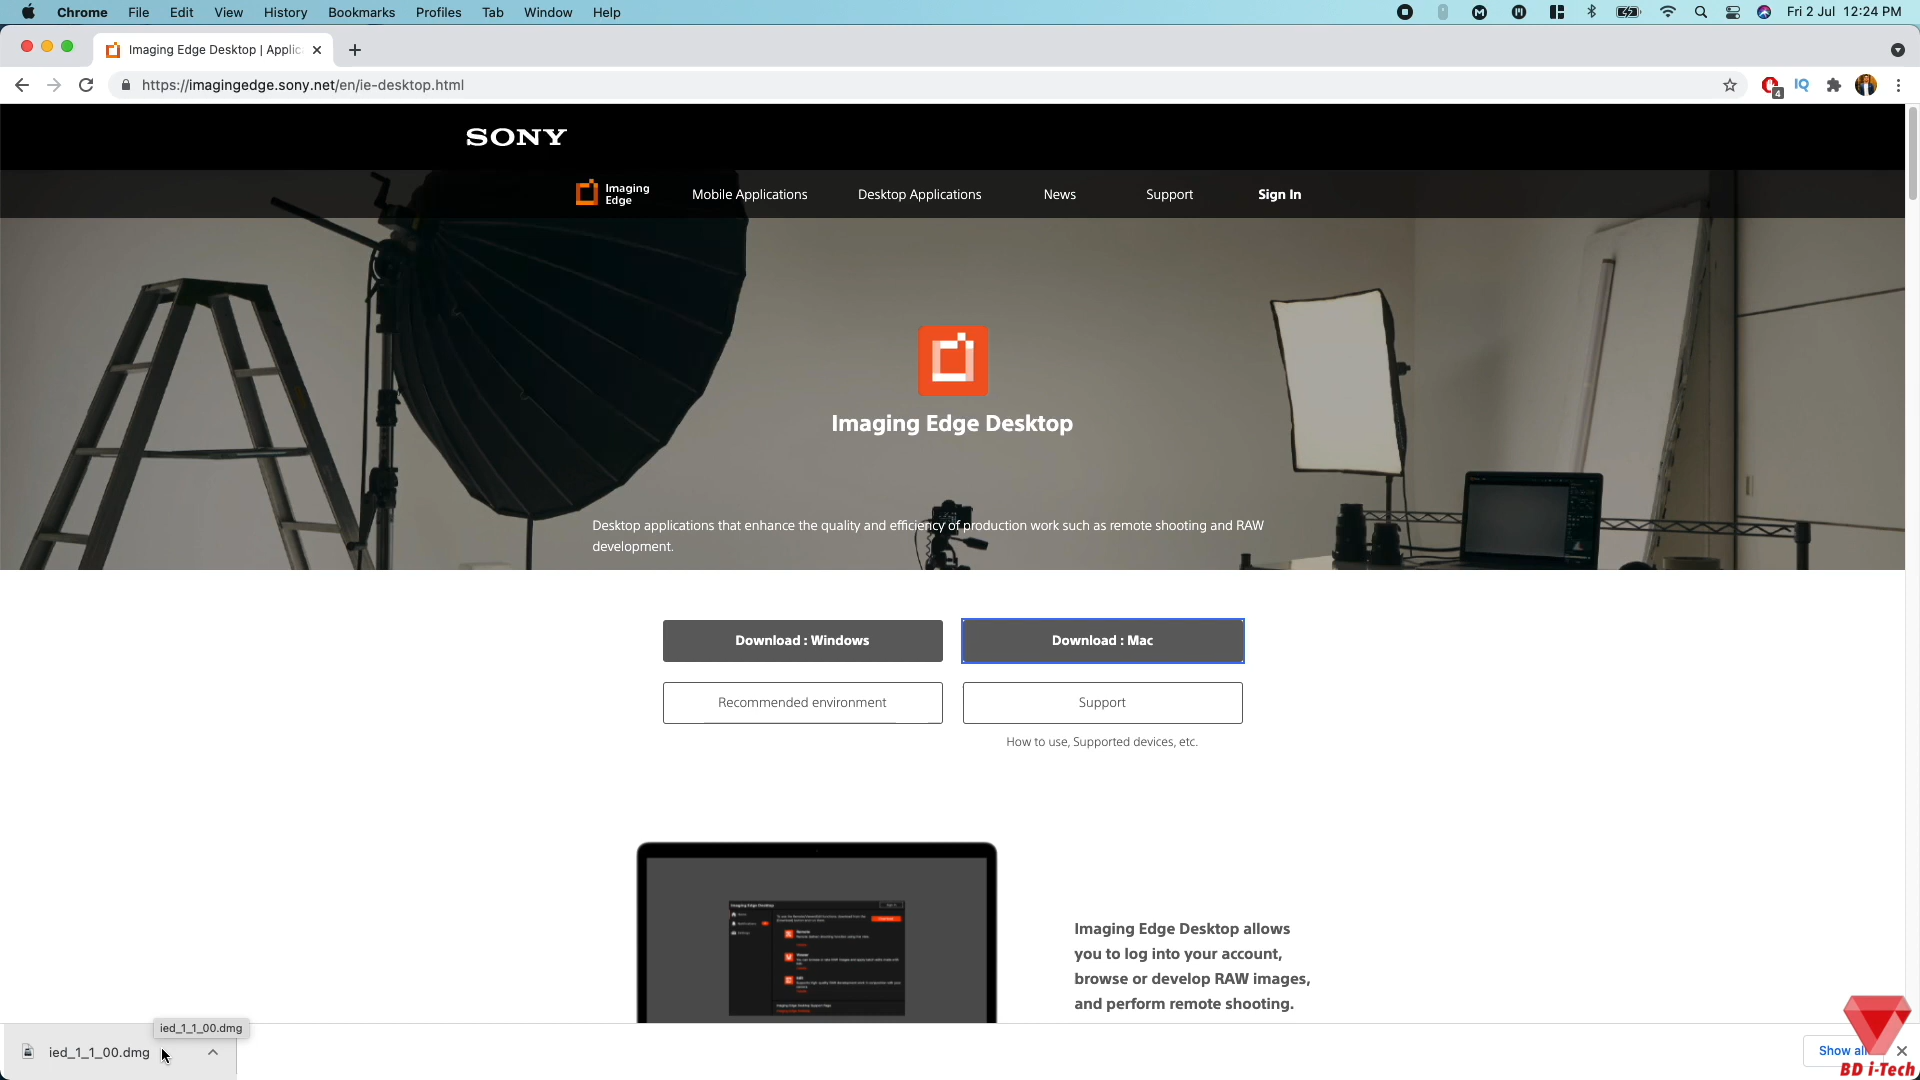 Chrome File Edit View History Bookmarks Profiles Tab Window Help Fri 2 Jul 12:24 PM
Imaging Edge Desktop | Applic
https://imagingedge.sony.net/en/ie-desktop.html
4
IQ
SONY
Imaging Edge
Mobile Applications Desktop Applications News Support Sign In
Imaging Edge Desktop
Desktop applications that enhance the quality and efficiency of production work such as remote shooting and RAW
development.
Download : Windows Download : Mac
Recommended environment Support
How to use, Supported devices, etc.
Imaging Edge Desktop
Imaging Edge Desktop allows
you to log into your account,
browse or develop RAW images,
and perform remote shooting.
ied_1_1_00.dmg
ied_1_1_00.dmg
Show all
BD i-Tech